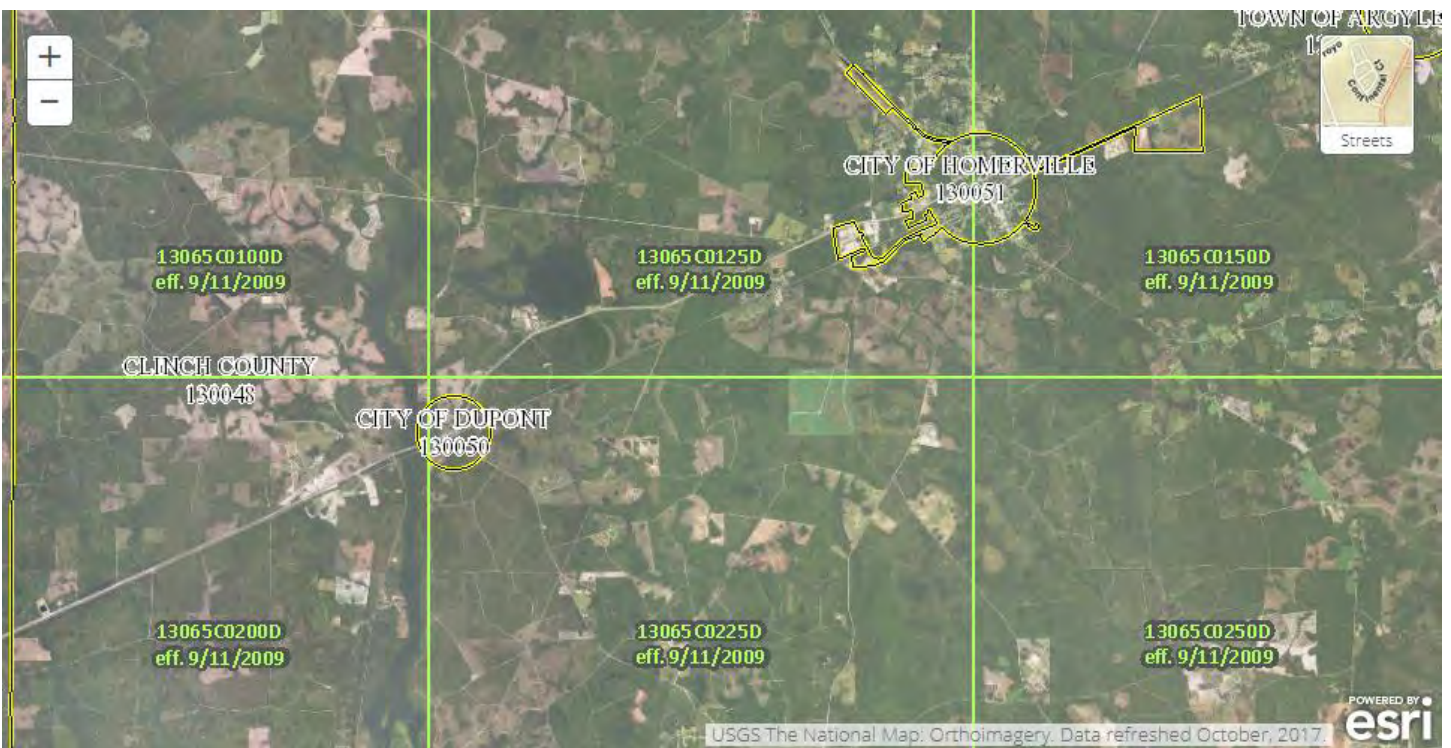 +
−
TOWN OF ARGYLE
Streets
CITY OF HOMERVILLE
130051
13065C0100D
eff. 9/11/2009
13065C0125D
eff. 9/11/2009
13065C0150D
eff. 9/11/2009
CLINCH COUNTY
130048
CITY OF DUPONT
130050
13065C0200D
eff. 9/11/2009
13065C0225D
eff. 9/11/2009
13065C0250D
eff. 9/11/2009
POWERED BY
esri
USGS The National Map: Orthoimagery. Data refreshed October, 2017.